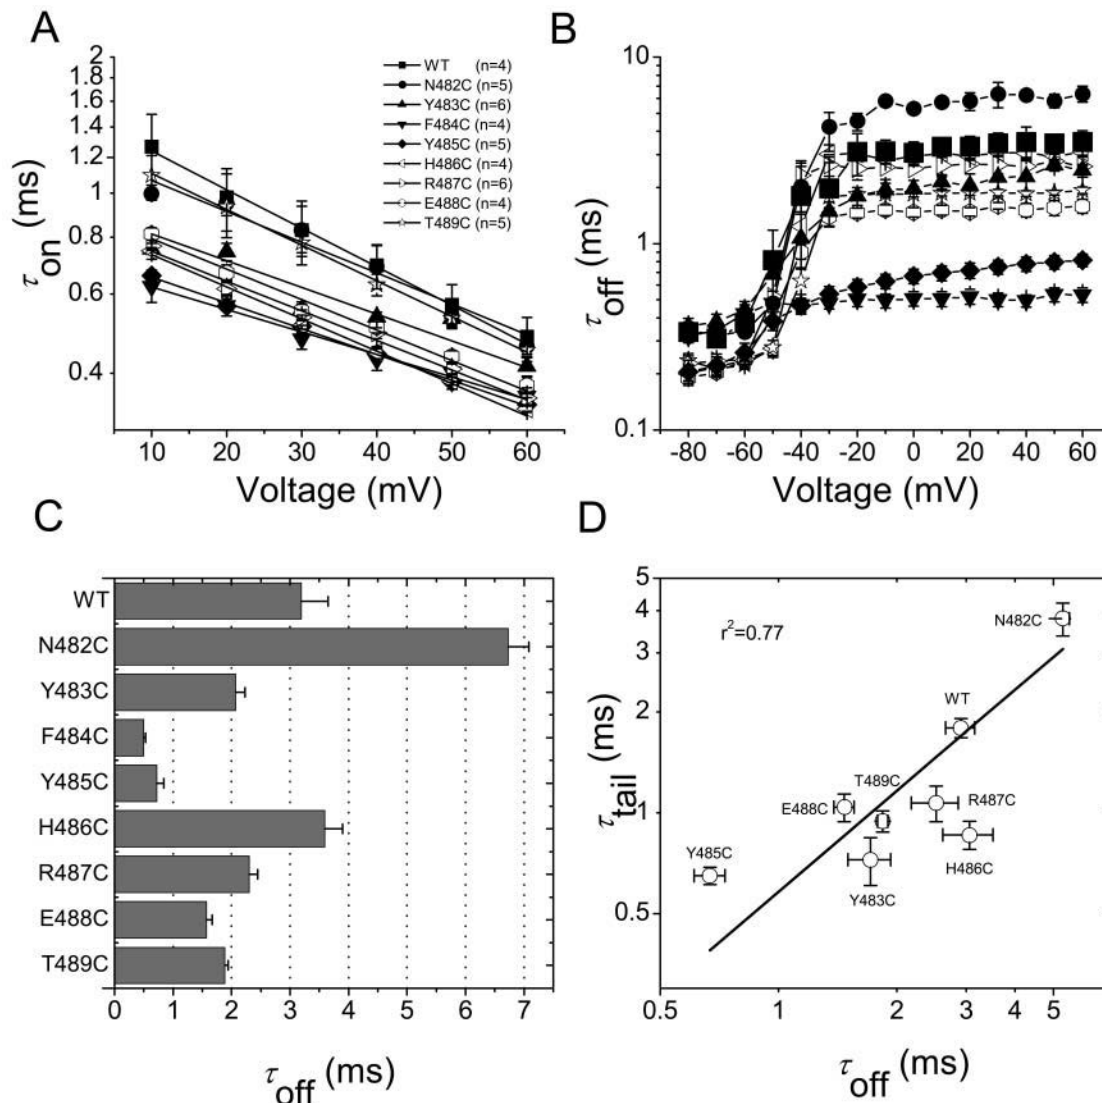 A
τon (ms)
2
1.8
1.6
1.4
1.2
1
0.8
0.6
0.4
WT (n=4)
N482C (n=5)
Y483C (n=6)
F484C (n=4)
Y485C (n=5)
H486C (n=4)
R487C (n=6)
E488C (n=4)
T489C (n=5)
10 20 30 40 50 60
Voltage (mV)
B
τoff (ms)
10
1
0.1
-80 -60 -40 -20 0 20 40 60
Voltage (mV)
C
WT
N482C
Y483C
F484C
Y485C
H486C
R487C
E488C
T489C
0 1 2 3 4 5 6 7
τoff (ms)
D
τtail (ms)
5
4
3
2
1
0.5
r²=0.77
N482C
WT
T489C
E488C
R487C
Y485C
H486C
Y483C
0.5 1 2 3 4 5
τoff (ms)